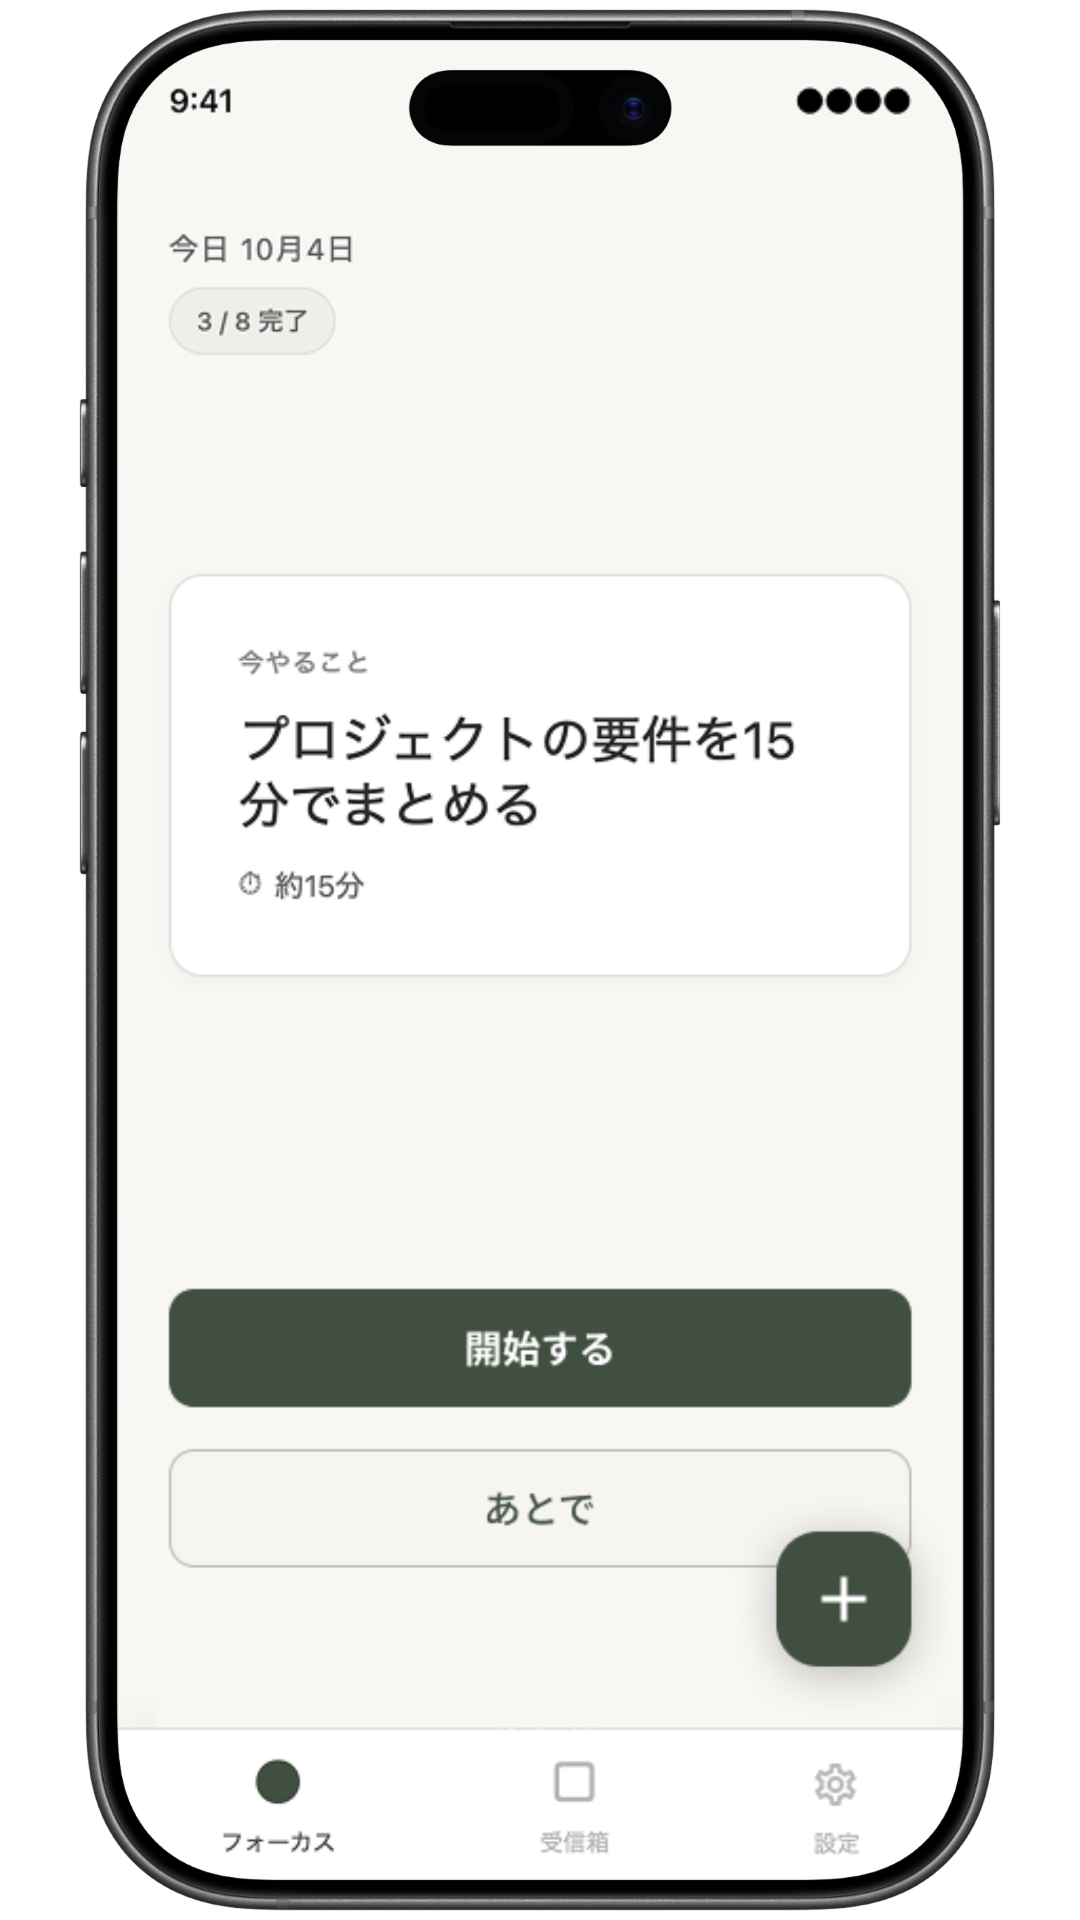 9:41
今日 10月4日
3 / 8 完了
今やること
プロジェクトの要件を15
分でまとめる
約15分
開始する
あとで
フォーカス
受信箱
設定